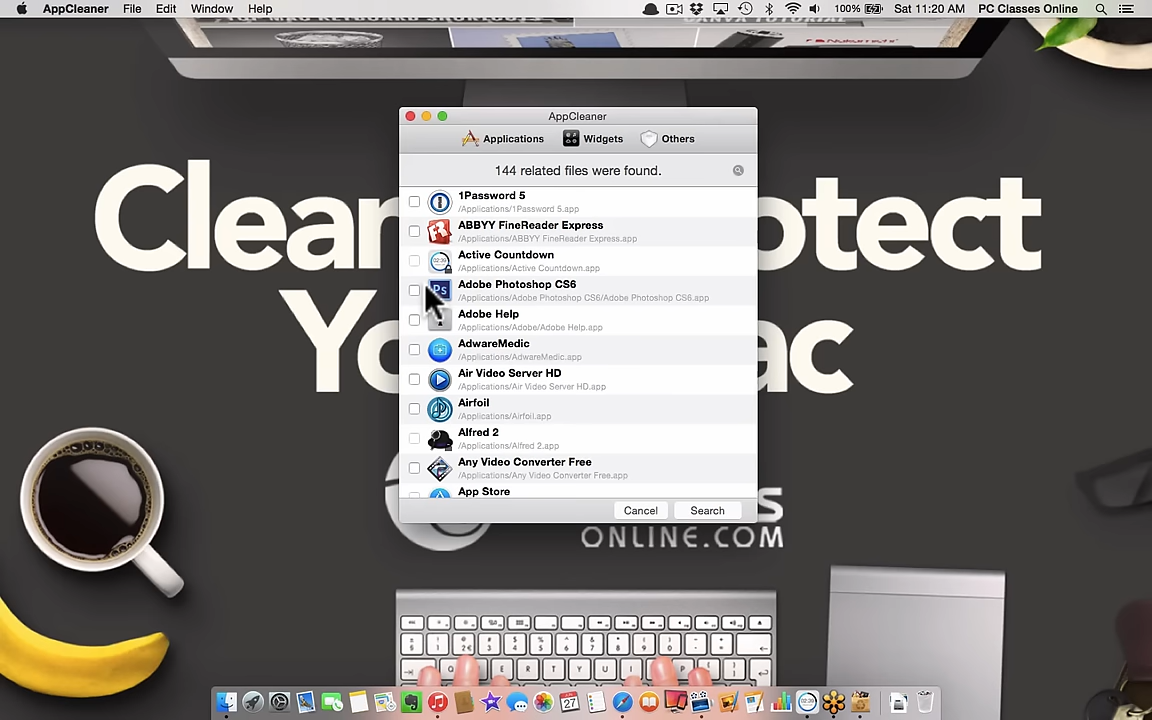 AppCleaner File Edit Window Help 100% Sat 11:20 AM PC Classes Online
AppCleaner
Applications Widgets Others
144 related files were found.
1Password 5
/Applications/1Password 5.app
ABBYY FineReader Express
/Applications/ABBYY FineReader Express.app
Active Countdown
/Applications/Active Countdown.app
Adobe Photoshop CS6
/Applications/Adobe Photoshop CS6/Adobe Photoshop CS6.app
Adobe Help
/Applications/Adobe/Adobe Help.app
AdwareMedic
/Applications/AdwareMedic.app
Air Video Server HD
/Applications/Air Video Server HD.app
Airfoil
/Applications/Airfoil.app
Alfred 2
/Applications/Alfred 2.app
Any Video Converter Free
/Applications/Any Video Converter Free.app
App Store
Cancel Search
Clean
otect
Yo
ac
S
ONLINE.COM